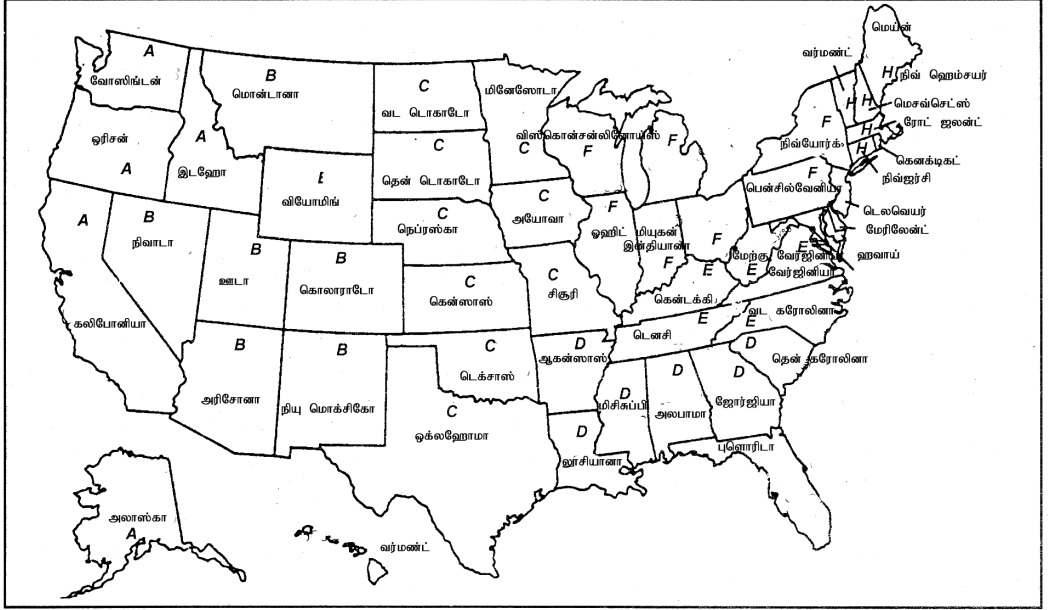 மெய்ன்
வர்மண்ட்
H
நிவ் ஹெம்சயர்
A
வோஸிங்டன்
B
மொன்டானா
C
வட டொகாடோ
மினேஸோடா
H
H
மெசவ்செட்ஸ்
ஒரிசன்
A
A
இடஹோ
C
தென் டொகாடோ
C
விஸ்கொன்சன்லினோய்ஸ்
F
F
F
நிவ்யோர்க்
H
ரோட் ஜலன்ட்
H
கெனக்டிகட்
நிவ்ஜர்சி
E
வியோமிங்
C
நெப்ரஸ்கா
C
அயோவா
F
பென்சில்வேனியா
டெலவெயர்
மேரிலேன்ட்
ஹவாய்
A
B
நிவாடா
B
ஊடா
B
கொலாராடோ
C
கென்ஸாஸ்
C
சிசூரி
F
ஓஹிட்
மியுகன்
இன்தியானா
F
F
மேற்கு வேர்ஜினியா
E
E
வேர்ஜினியா
E
கென்டக்கி
கலிபோனியா
E
டெனசி
E
வட கரோலினா
B
அரிசோனா
B
நியு மொக்சிகோ
C
டெக்சாஸ்
D
ஆகன்ஸாஸ்
D
தென் கரோலினா
C
ஒக்லஹோமா
D
மிசிசுப்பி
D
அலபாமா
D
ஜோர்ஜியா
D
லூசியானா
புளொரிடா
அலாஸ்கா
A
வர்மண்ட்